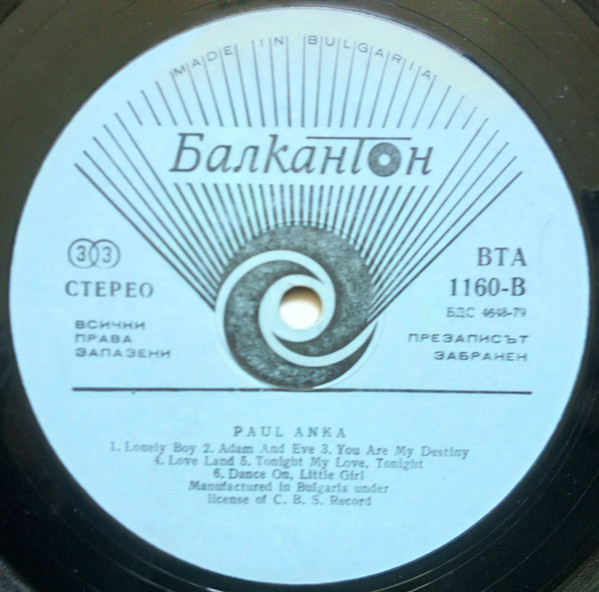 MADE IN BULGARIA
Балкантон
33
СТЕРЕО
ВСИЧКИ
ПРАВА
ЗАПАЗЕНИ
ВТА
1160-В
БДС 4648-79
ПРЕЗАПИСЪТ
ЗАБРАНЕН
PAUL ANKA
1. Lonely Boy 2. Adam And Eve 3. You Are My Destiny
4. Love Land 5. Tonight My Love, Tonight
6. Dance On, Little Girl
Manufactured in Bulgaria under
license of C. B. S. Record